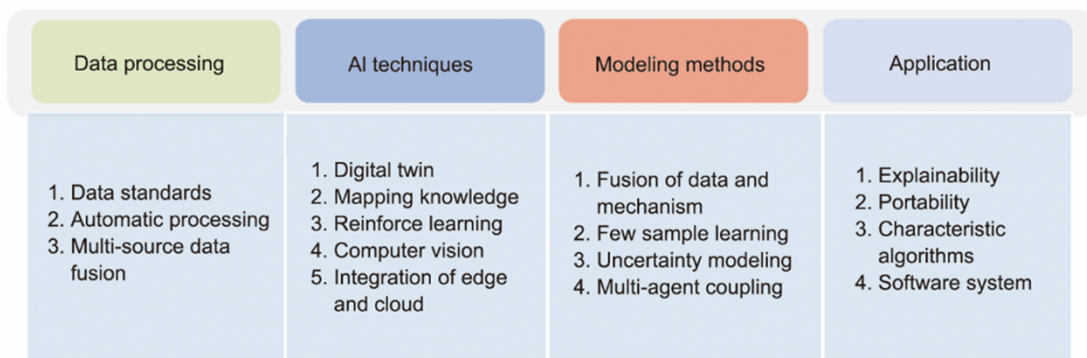 Data processing
AI techniques
Modeling methods
Application
1. Data standards
2. Automatic processing
3. Multi-source data
fusion
1. Digital twin
2. Mapping knowledge
3. Reinforce learning
4. Computer vision
5. Integration of edge
and cloud
1. Fusion of data and
mechanism
2. Few sample learning
3. Uncertainty modeling
4. Multi-agent coupling
1. Explainability
2. Portability
3. Characteristic
algorithms
4. Software system